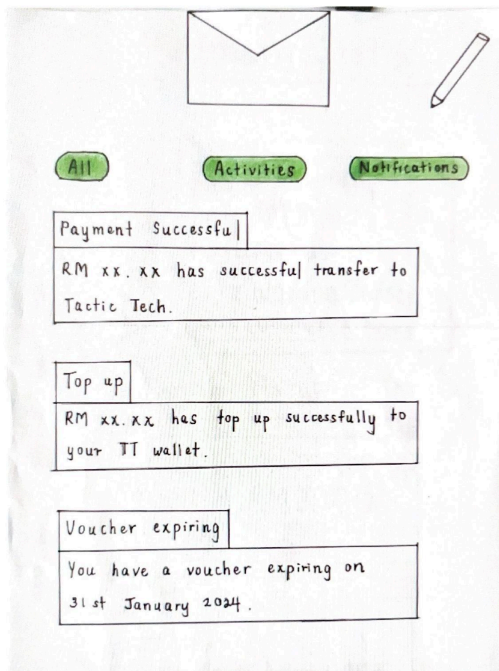 All
Activities
Notifications
Payment Successful
RM xx.xx has successful transfer to
Tactic Tech.
Top up
RM xx.xx has top up successfully to
your TT wallet.
Voucher expiring
You have a voucher expiring on
31st January 2024.